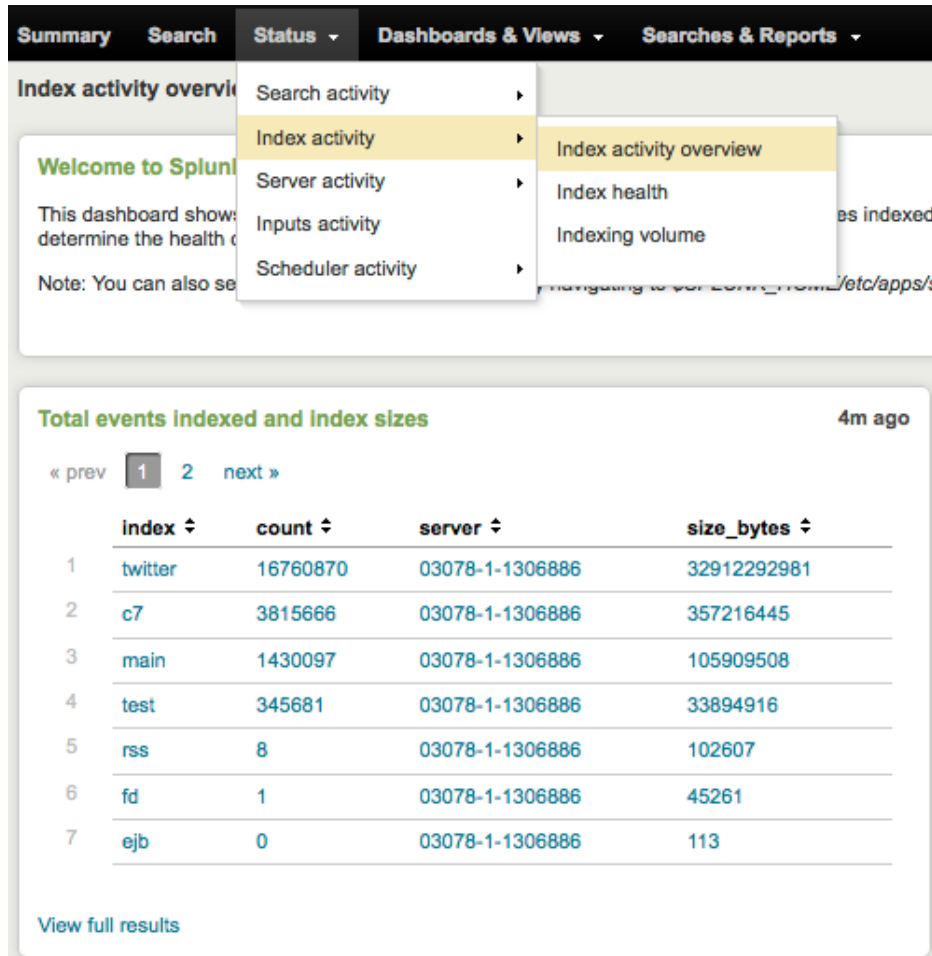 Summary Search Status Dashboards & Views Searches & Reports
Index activity overvi
Search activity
Index activity
Server activity
Inputs activity
Scheduler activity
Index activity overview
Index health
Indexing volume
Welcome to Splun
This dashboard shows es indexed
determine the health
Note: You can also se navigating to $SPLUNK_HOME/etc/apps/s
Total events indexed and index sizes 4m ago
« prev 1 2 next »
index count server size_bytes
1 twitter 16760870 03078-1-1306886 32912292981
2 c7 3815666 03078-1-1306886 357216445
3 main 1430097 03078-1-1306886 105909508
4 test 345681 03078-1-1306886 33894916
5 rss 8 03078-1-1306886 102607
6 fd 1 03078-1-1306886 45261
7 ejb 0 03078-1-1306886 113
View full results